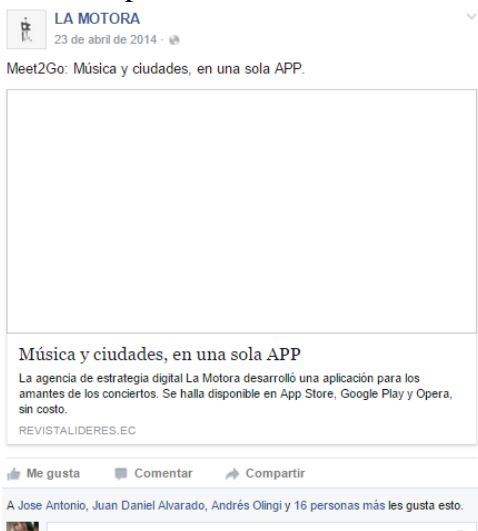 LA MOTORA
23 de abril de 2014 ·
Meet2Go: Música y ciudades, en una sola APP.
Música y ciudades, en una sola APP
La agencia de estrategia digital La Motora desarrolló una aplicación para los
amantes de los conciertos. Se halla disponible en App Store, Google Play y Opera,
sin costo.
REVISTALIDERES.EC
Me gusta Comentar Compartir
A Jose Antonio, Juan Daniel Alvarado, Andrés Olingi y 16 personas más les gusta esto.